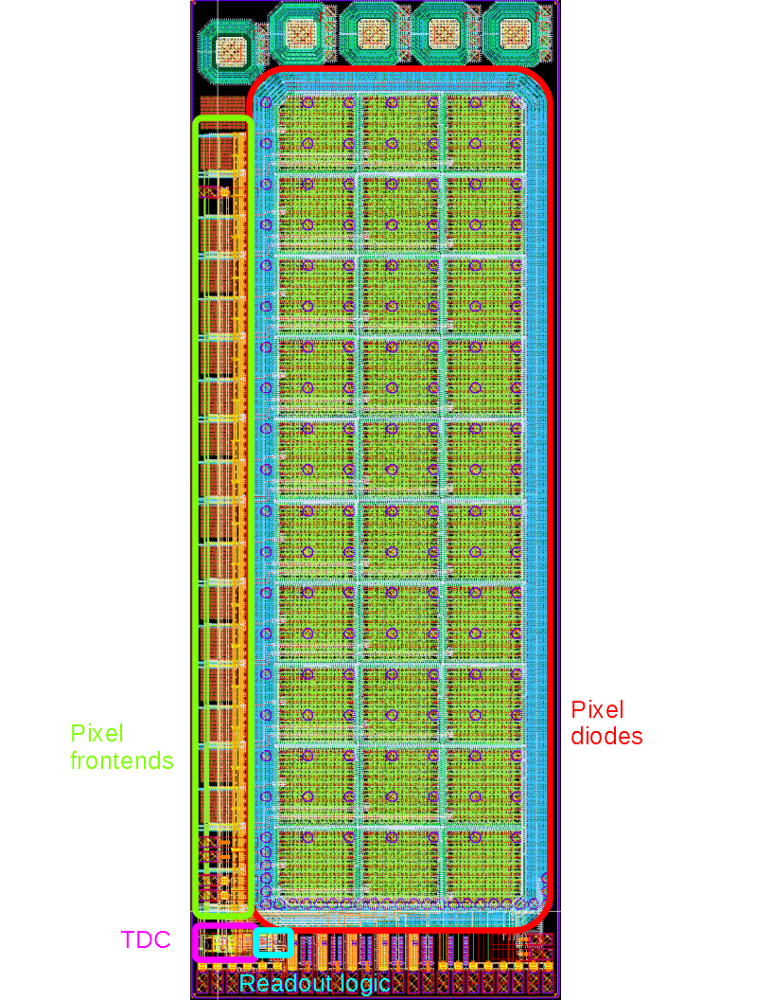 Pixel
diodes
Pixel
frontends
TDC
Readout logic